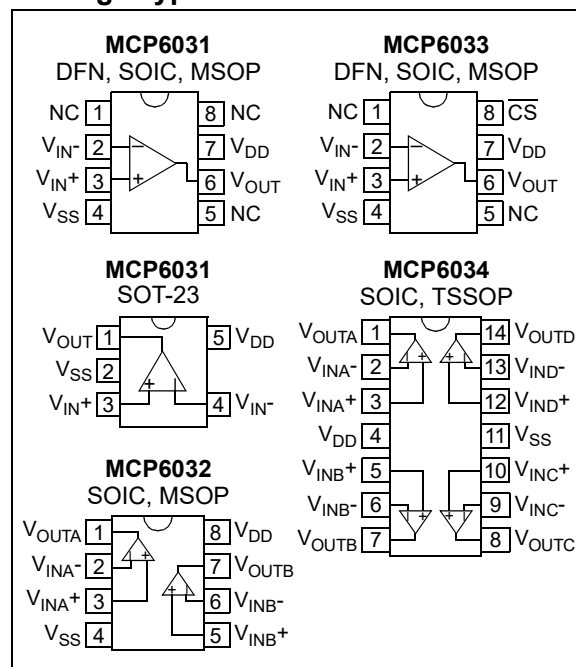 MCP6031
DFN, SOIC, MSOP
NC 1
8 NC
VIN- 2
7 VDD
VIN+ 3
6 VOUT
VSS 4
5 NC
MCP6033
DFN, SOIC, MSOP
NC 1
8 CS
VIN- 2
7 VDD
VIN+ 3
6 VOUT
VSS 4
5 NC
MCP6031
SOT-23
VOUT 1
5 VDD
VSS 2
VIN+ 3
4 VIN-
MCP6034
SOIC, TSSOP
VOUTA 1
14 VOUTD
VINA- 2
13 VIND-
VINA+ 3
12 VIND+
VDD 4
11 VSS
VINB+ 5
10 VINC+
VINB- 6
9 VINC-
VOUTB 7
8 VOUTC
MCP6032
SOIC, MSOP
VOUTA 1
8 VDD
VINA- 2
7 VOUTB
VINA+ 3
6 VINB-
VSS 4
5 VINB+